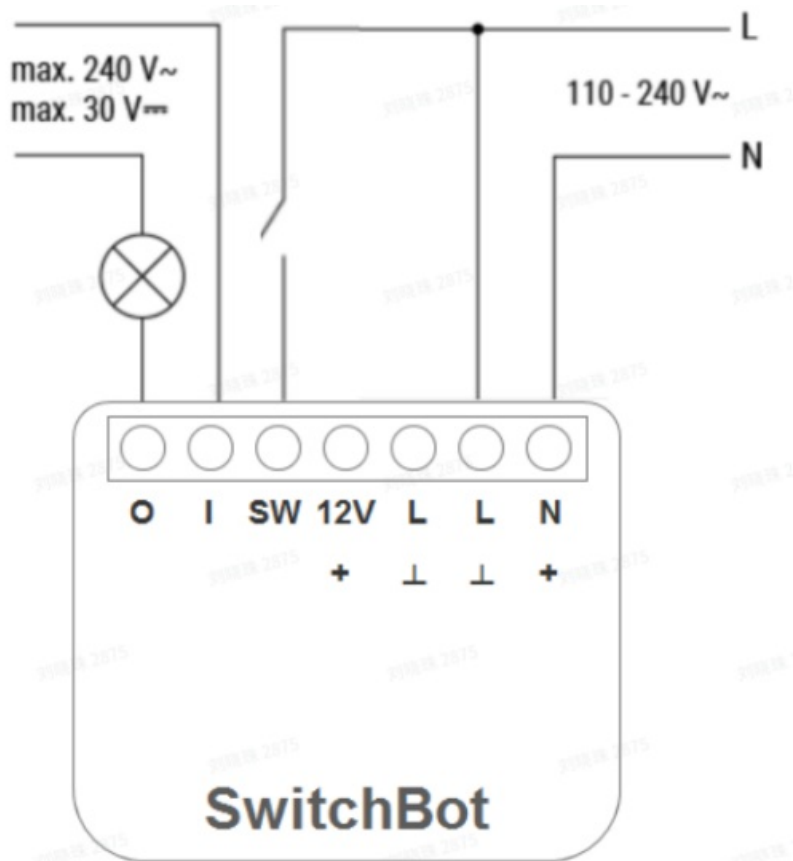 L
max. 240 V~
max. 30 V⎓
110 - 240 V~
N
O I SW 12V L L N
+ ⊥ ⊥ +
SwitchBot